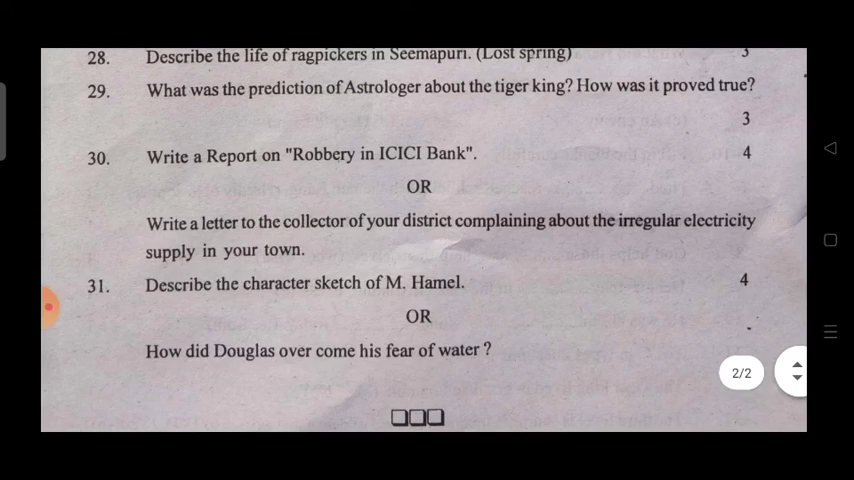 28. Describe the life of ragpickers in Seemapuri. (Lost spring) 3
29. What was the prediction of Astrologer about the tiger king? How was it proved true?
3
30. Write a Report on "Robbery in ICICI Bank". 4
OR
Write a letter to the collector of your district complaining about the irregular electricity
supply in your town.
31. Describe the character sketch of M. Hamel. 4
OR
How did Douglas over come his fear of water ?
2/2